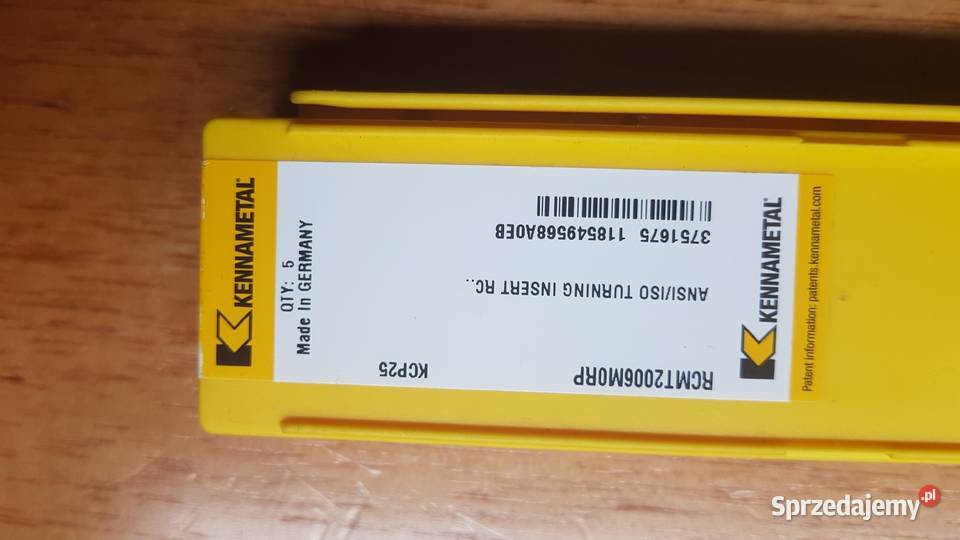 KENNAMETAL
QTY: 5
Made In GERMANY
3751675 118549568A0EB
ANSI/ISO TURNING INSERT RC..
RCMT2006M0RP KCP25
KENNAMETAL
Patent information: patents.kennametal.com
Sprzedajemy.pl